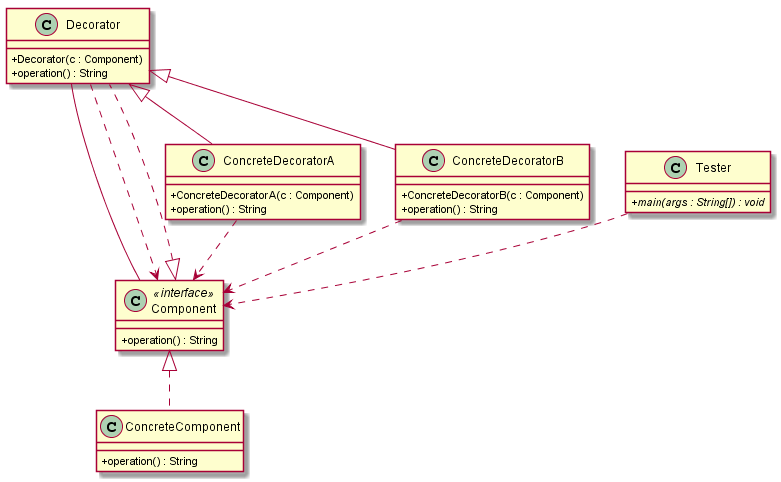 C Decorator
+Decorator(c : Component)
+operation() : String
C ConcreteDecoratorA
+ConcreteDecoratorA(c : Component)
+operation() : String
C ConcreteDecoratorB
+ConcreteDecoratorB(c : Component)
+operation() : String
C Tester
+main(args : String[]) : void
C «interface»
Component
+operation() : String
C ConcreteComponent
+operation() : String